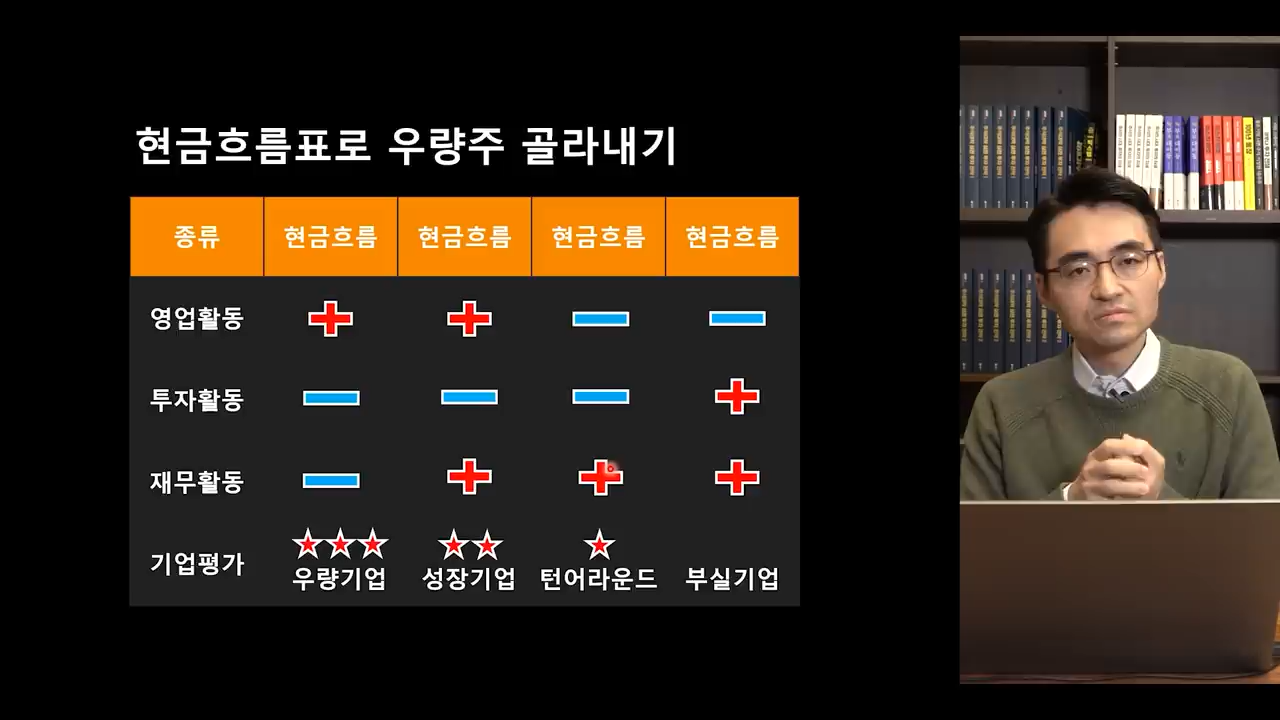 현금흐름표로 우량주 골라내기
종류 현금흐름 현금흐름 현금흐름 현금흐름
영업활동
투자활동
재무활동
기업평가
우량기업 성장기업 턴어라운드 부실기업